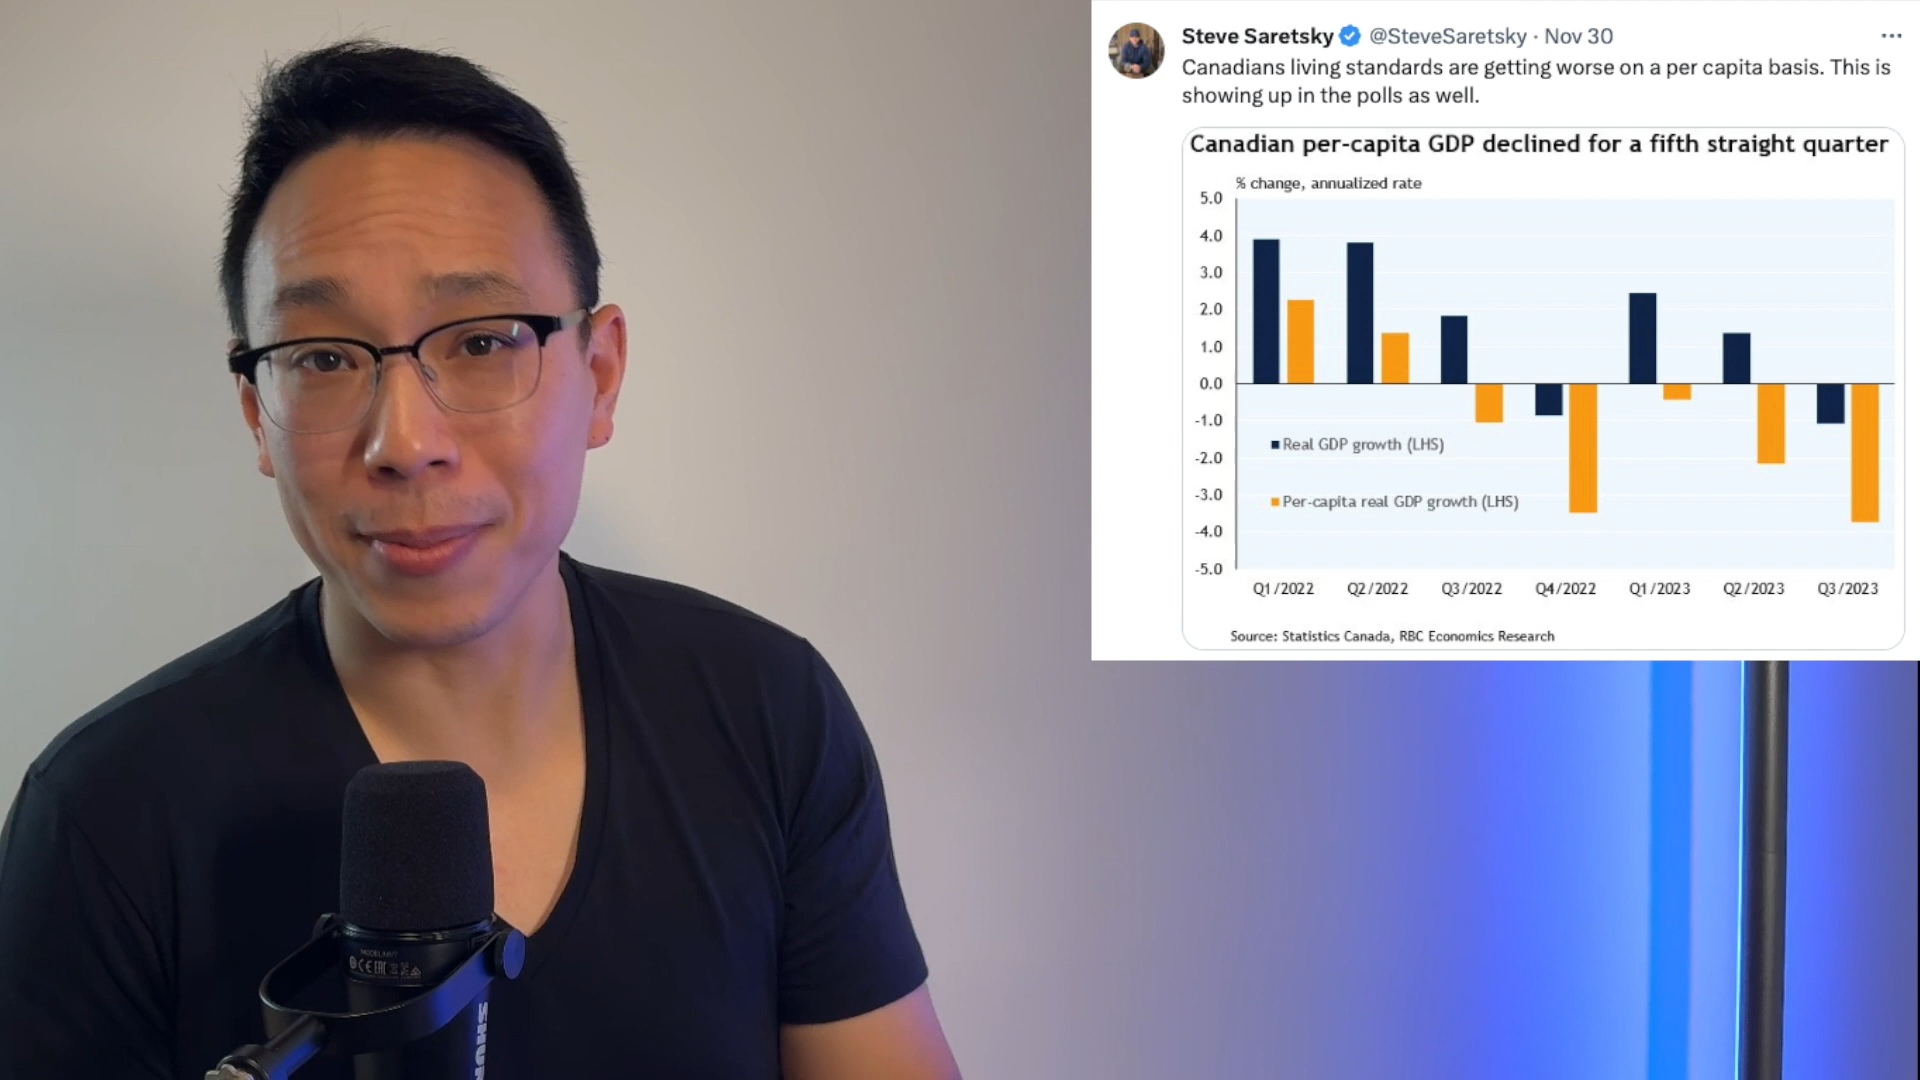 Steve Saretsky @SteveSaretsky · Nov 30
Canadians living standards are getting worse on a per capita basis. This is
showing up in the polls as well.
Canadian per-capita GDP declined for a fifth straight quarter
% change, annualized rate
5.0
4.0
3.0
2.0
1.0
0.0
-1.0
-2.0
-3.0
-4.0
-5.0
Real GDP growth (LHS)
Per-capita real GDP growth (LHS)
Q1/2022 Q2/2022 Q3/2022 Q4/2022 Q1/2023 Q2/2023 Q3/2023
Source: Statistics Canada, RBC Economics Research